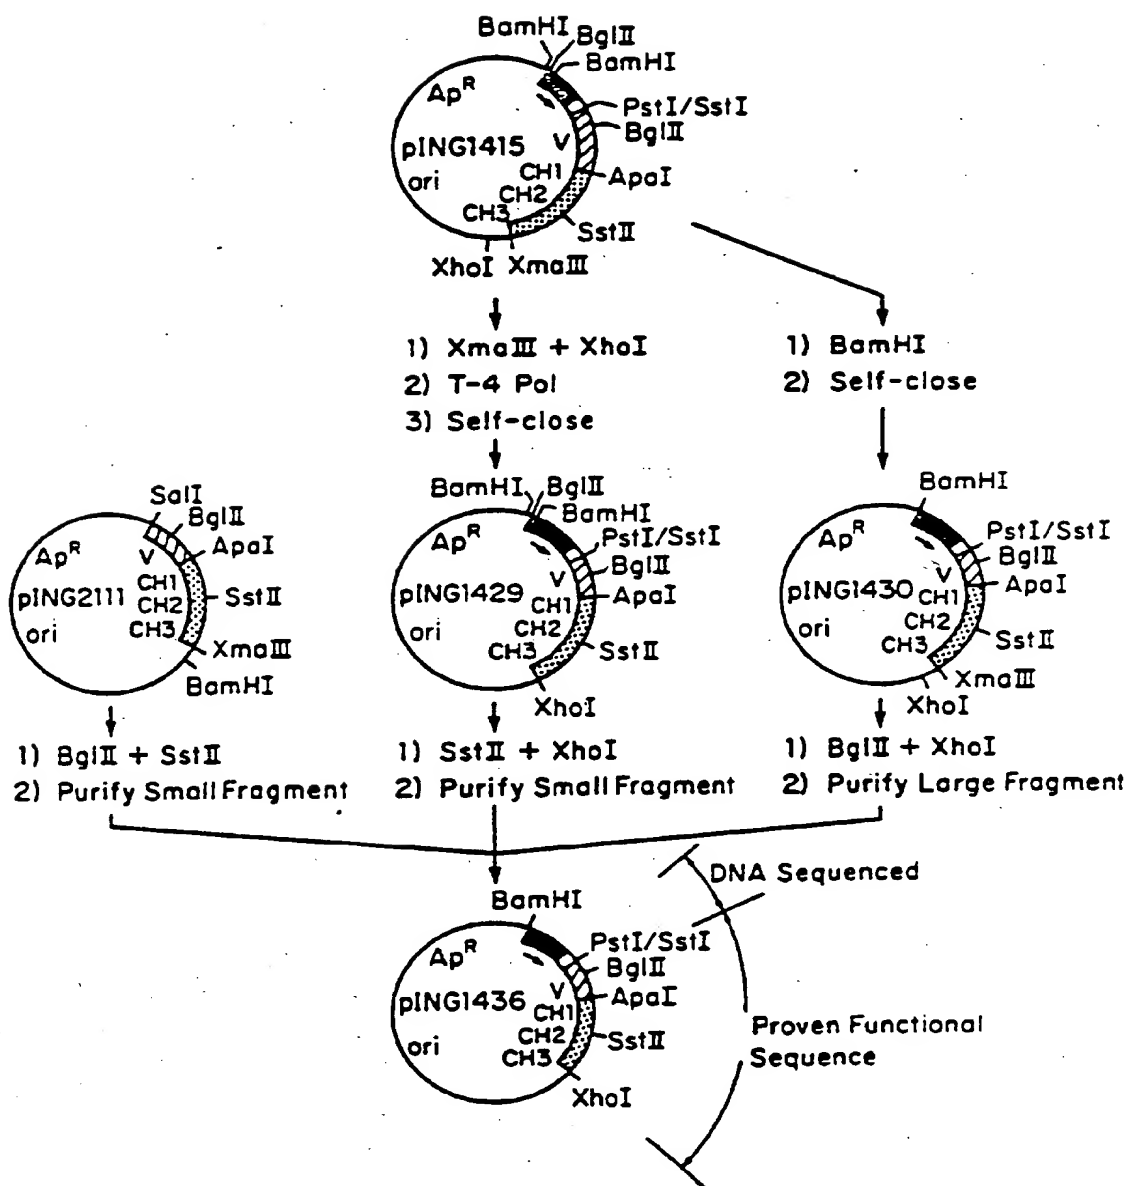 BamHI
BglII
BamHI
Ap^R
PstI/SstI
BglII
pING1415
V
ori
CH1
ApaI
CH2
CH3
SstII
XhoI XmaIII
1) XmaIII + XhoI
2) T-4 Pol
3) Self-close
1) BamHI
2) Self-close
SalI
BglII
Ap^R
ApaI
V
pING2111
CH1
CH2
SstII
ori
CH3
XmaIII
BamHI
BamHI
BglII
BamHI
Ap^R
PstI/SstI
BglII
V
pING1429
ApaI
CH1
ori
CH2
CH3
SstII
XhoI
BamHI
Ap^R
PstI/SstI
BglII
V
pING1430
ApaI
CH1
ori
CH2
CH3
SstII
XmaIII
XhoI
1) BglII + SstII
2) Purify Small Fragment
1) SstII + XhoI
2) Purify Small Fragment
1) BglII + XhoI
2) Purify Large Fragment
DNA Sequenced
BamHI
Ap^R
PstI/SstI
BglII
V
pING1436
ApaI
CH1
ori
CH2
SstII
CH3
XhoI
Proven Functional
Sequence